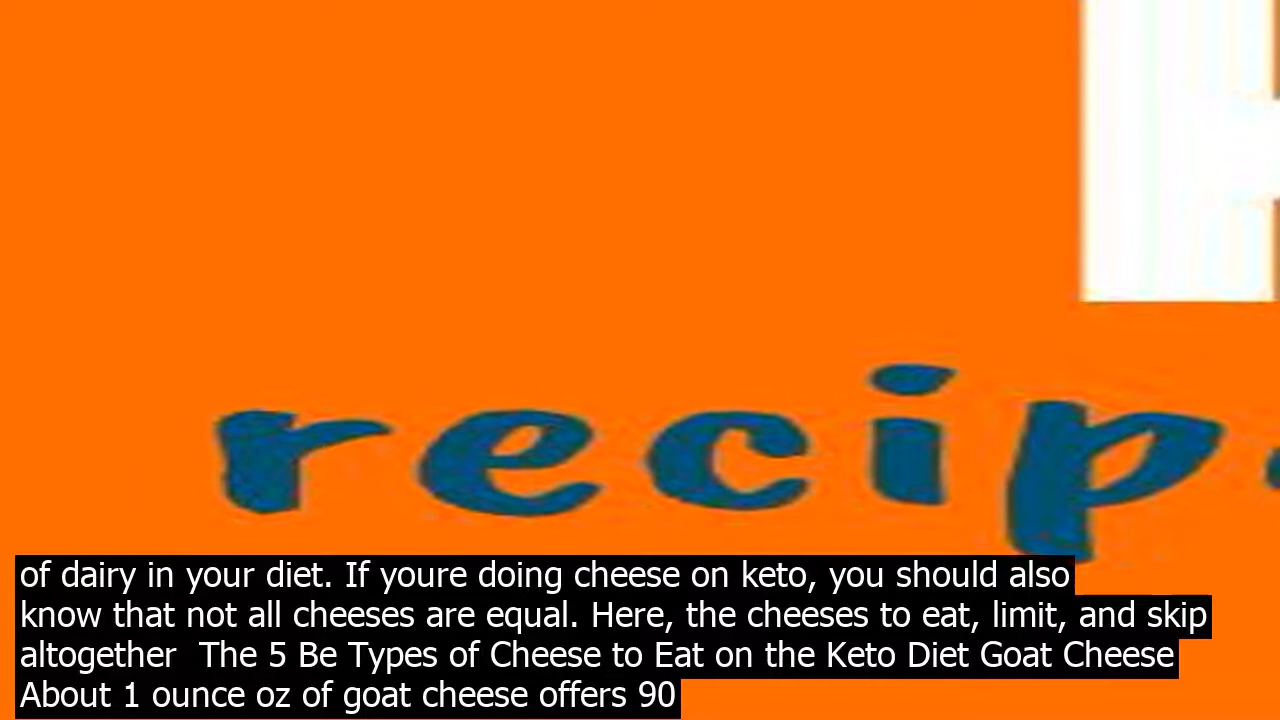 recip
of dairy in your diet. If youre doing cheese on keto, you should also
know that not all cheeses are equal. Here, the cheeses to eat, limit, and skip
altogether  The 5 Be Types of Cheese to Eat on the Keto Diet Goat Cheese
About 1 ounce oz of goat cheese offers 90